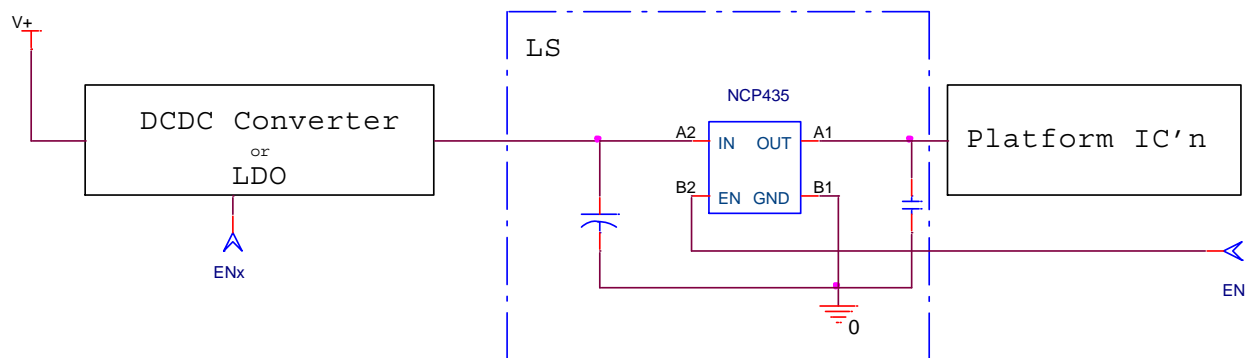 V+
LS
NCP435
DCDC Converter
or
LDO
A2
IN
OUT
A1
Platform IC'n
B2
EN
GND
B1
ENx
EN
0